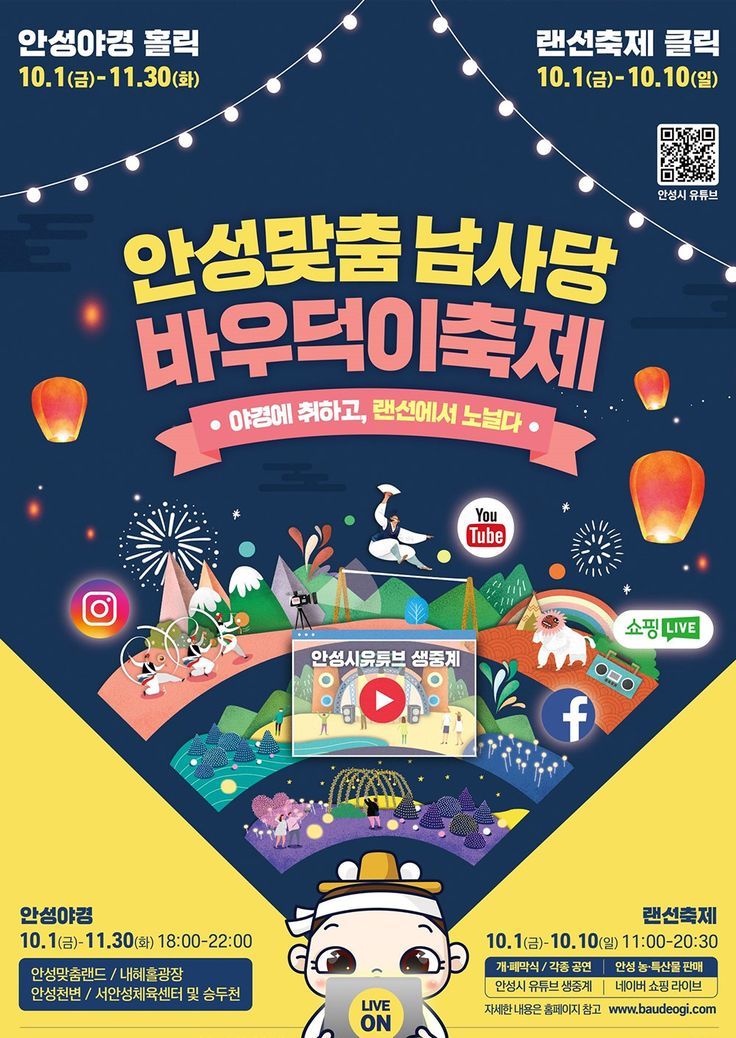 안성야경 홀릭
10.1(금)-11.30(화)
랜선축제 클릭
10.1(금)-10.10(일)
안성시 유튜브
안성맞춤 남사당
바우덕이축제
• 야경에 취하고, 랜선에서 노닐다 •
You
Tube
쇼핑 LIVE
안성시유튜브 생중계
f
안성야경
10.1(금)-11.30(화) 18:00-22:00
안성맞춤랜드 / 내혜홀광장
안성천변 / 서안성체육센터 및 승두천
LIVE
ON
랜선축제
10.1(금)-10.10(일) 11:00-20:30
개·폐막식 / 각종 공연 | 안성 농·특산물 판매
안성시 유튜브 생중계 | 네이버 쇼핑 라이브
자세한 내용은 홈페이지 참고 www.baudeogi.com